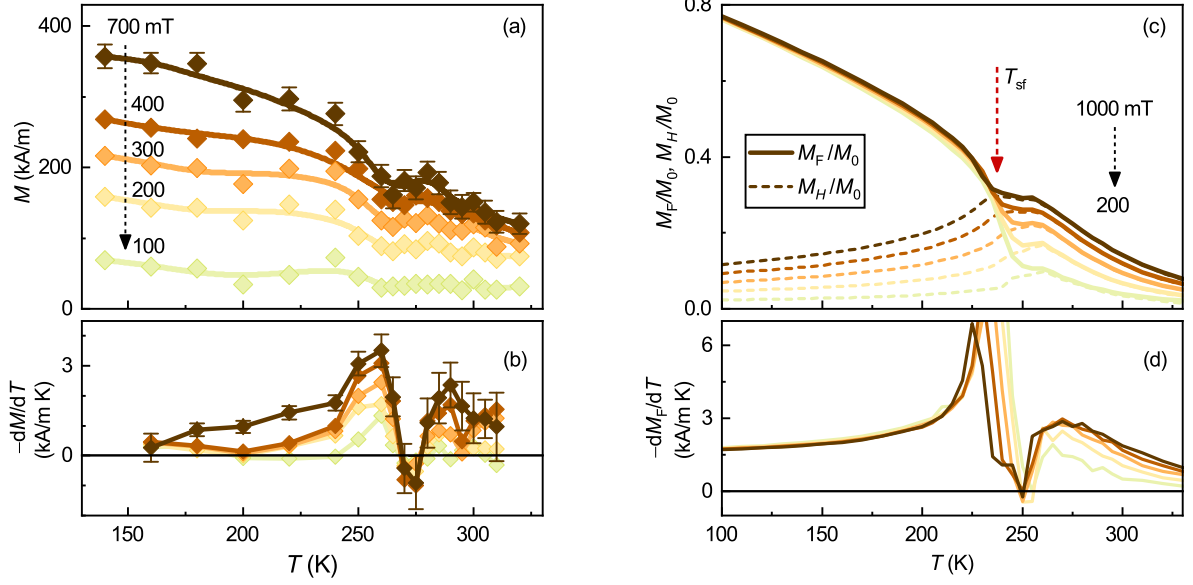 (a)
400
200
0
M (kA/m)
700 mT
400
300
200
100
(b)
3
0
−dM/dT
(kA/m K)
150 200 250 300
T (K)
(c)
0.8
0.4
0.0
M_F/M_0, M_H/M_0
T_sf
1000 mT
200
M_F/M_0
M_H/M_0
(d)
6
3
0
−dM_F/dT
(kA/m K)
100 150 200 250 300
T (K)